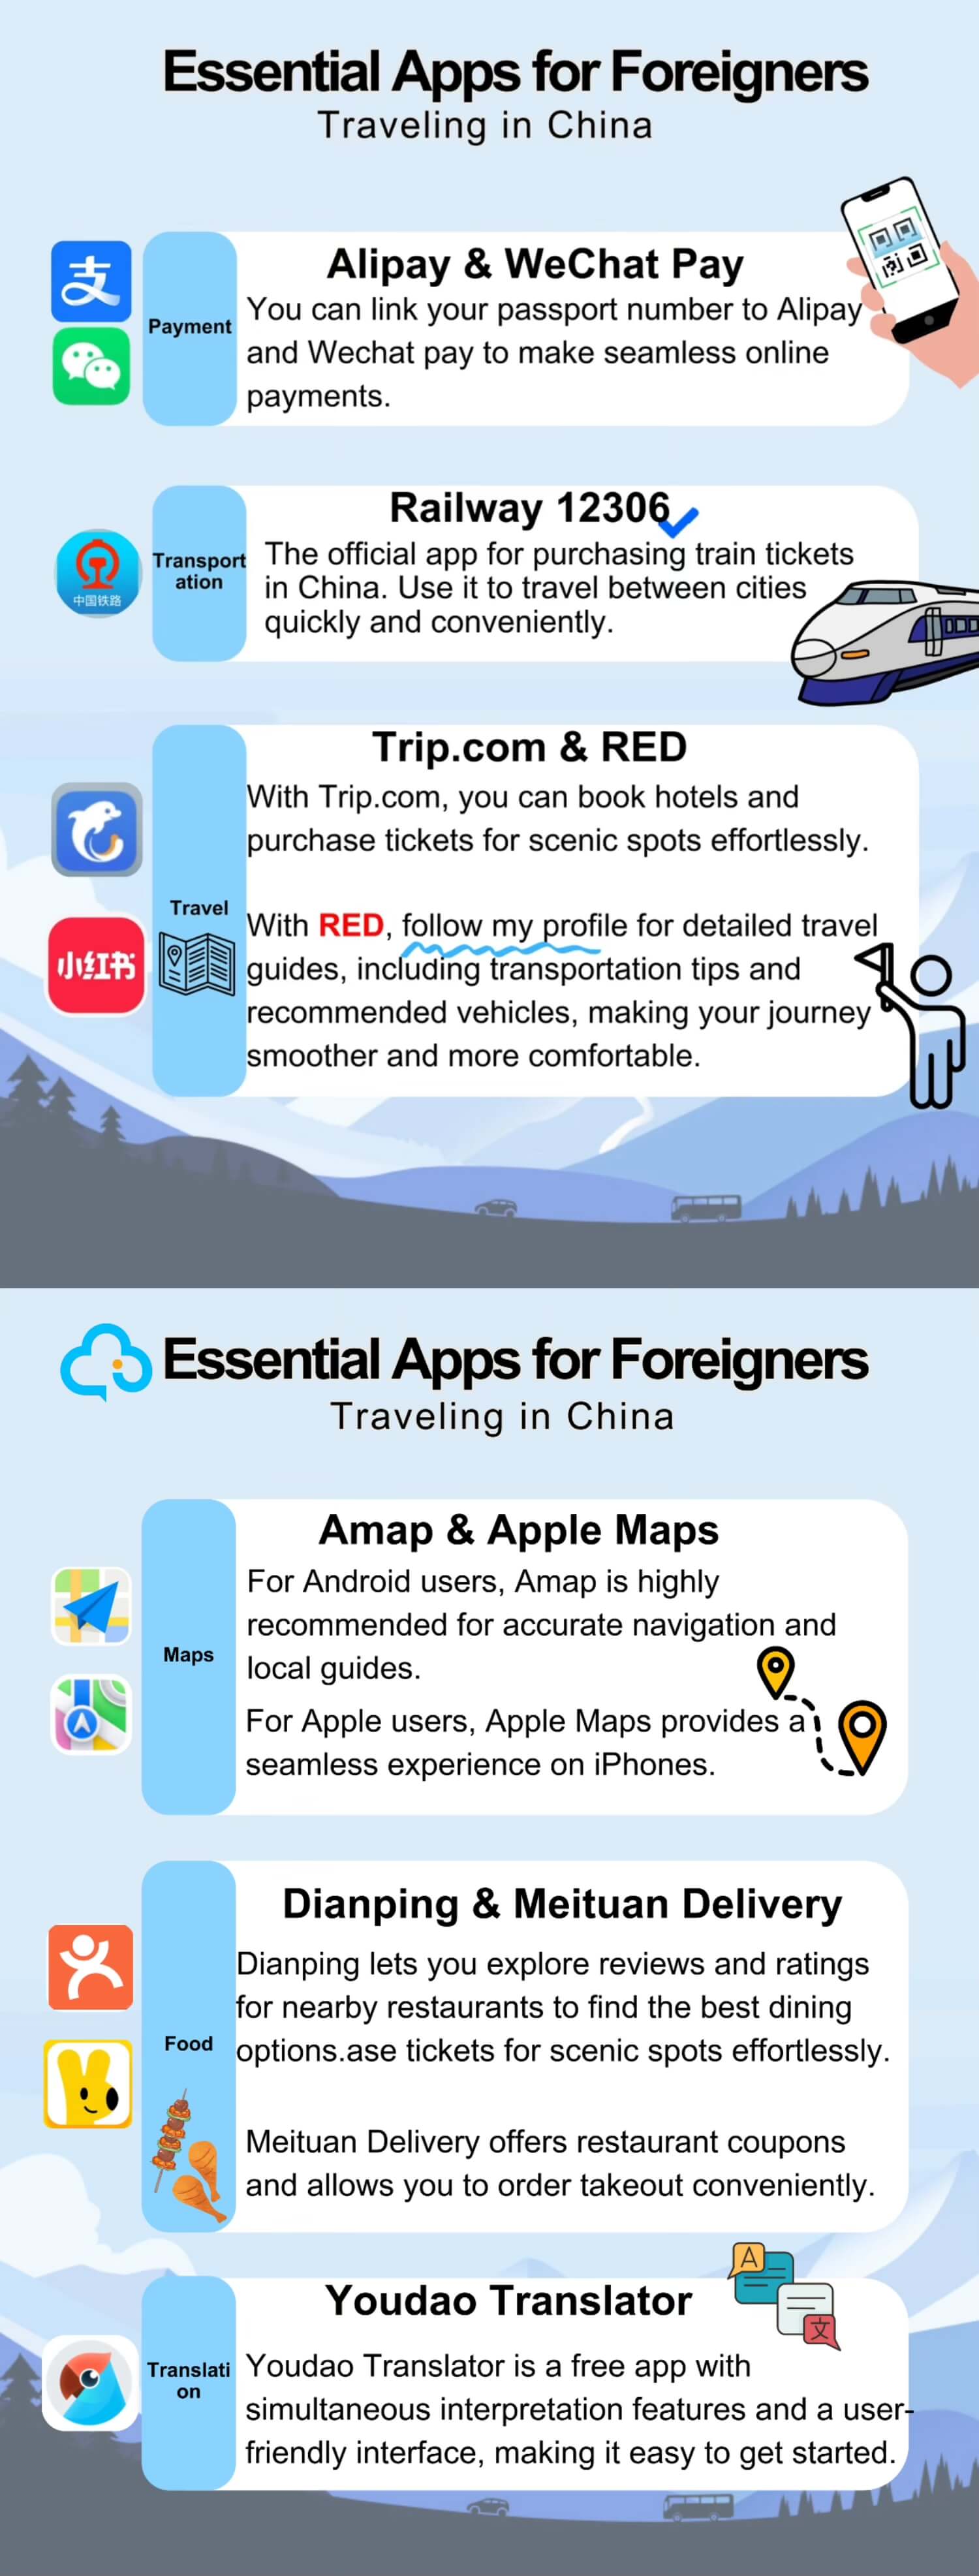 Essential Apps for Foreigners
Traveling in China
支
Payment
Alipay & WeChat Pay
You can link your passport number to Alipay
and Wechat pay to make seamless online
payments.
中国铁路
Transport
ation
Railway 12306
The official app for purchasing train tickets
in China. Use it to travel between cities
quickly and conveniently.
小红书
Travel
Trip.com & RED
With Trip.com, you can book hotels and
purchase tickets for scenic spots effortlessly.
With RED, follow my profile for detailed travel
guides, including transportation tips and
recommended vehicles, making your journey
smoother and more comfortable.
Essential Apps for Foreigners
Traveling in China
Maps
Amap & Apple Maps
For Android users, Amap is highly
recommended for accurate navigation and
local guides.
For Apple users, Apple Maps provides a
seamless experience on iPhones.
Food
Dianping & Meituan Delivery
Dianping lets you explore reviews and ratings
for nearby restaurants to find the best dining
options.ase tickets for scenic spots effortlessly.
Meituan Delivery offers restaurant coupons
and allows you to order takeout conveniently.
Translati
on
Youdao Translator
A
文
Youdao Translator is a free app with
simultaneous interpretation features and a user-
friendly interface, making it easy to get started.